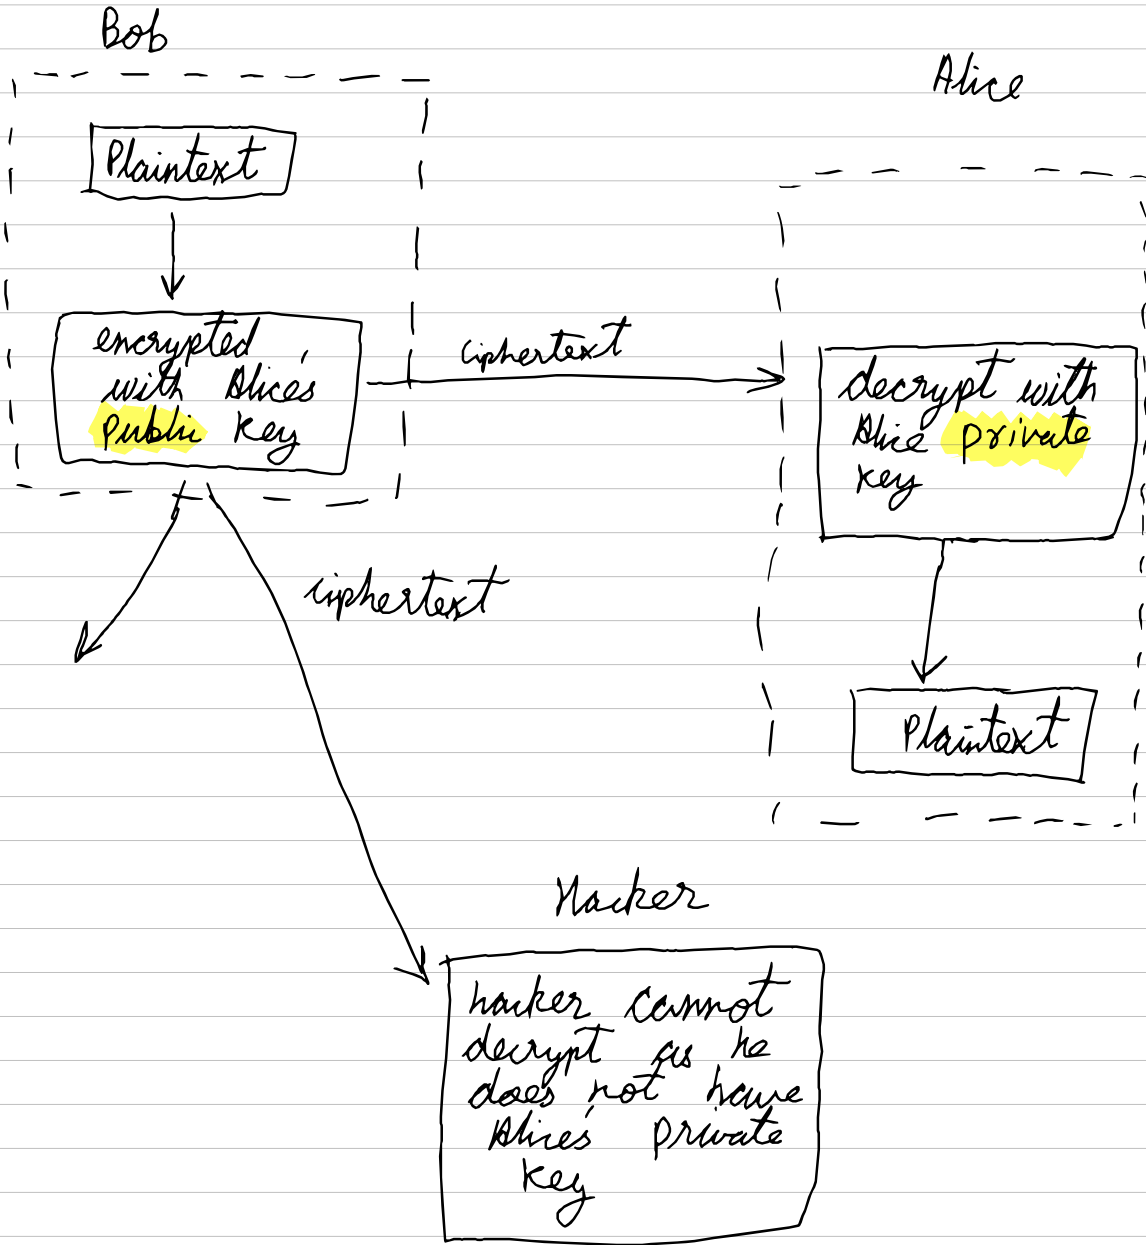 Bob
Plaintext
encrypted
with Alice's
public key
ciphertext
ciphertext
Alice
decrypt with
Alice private
key
Plaintext
Hacker
hacker cannot
decrypt as he
does not have
Alice's private
key